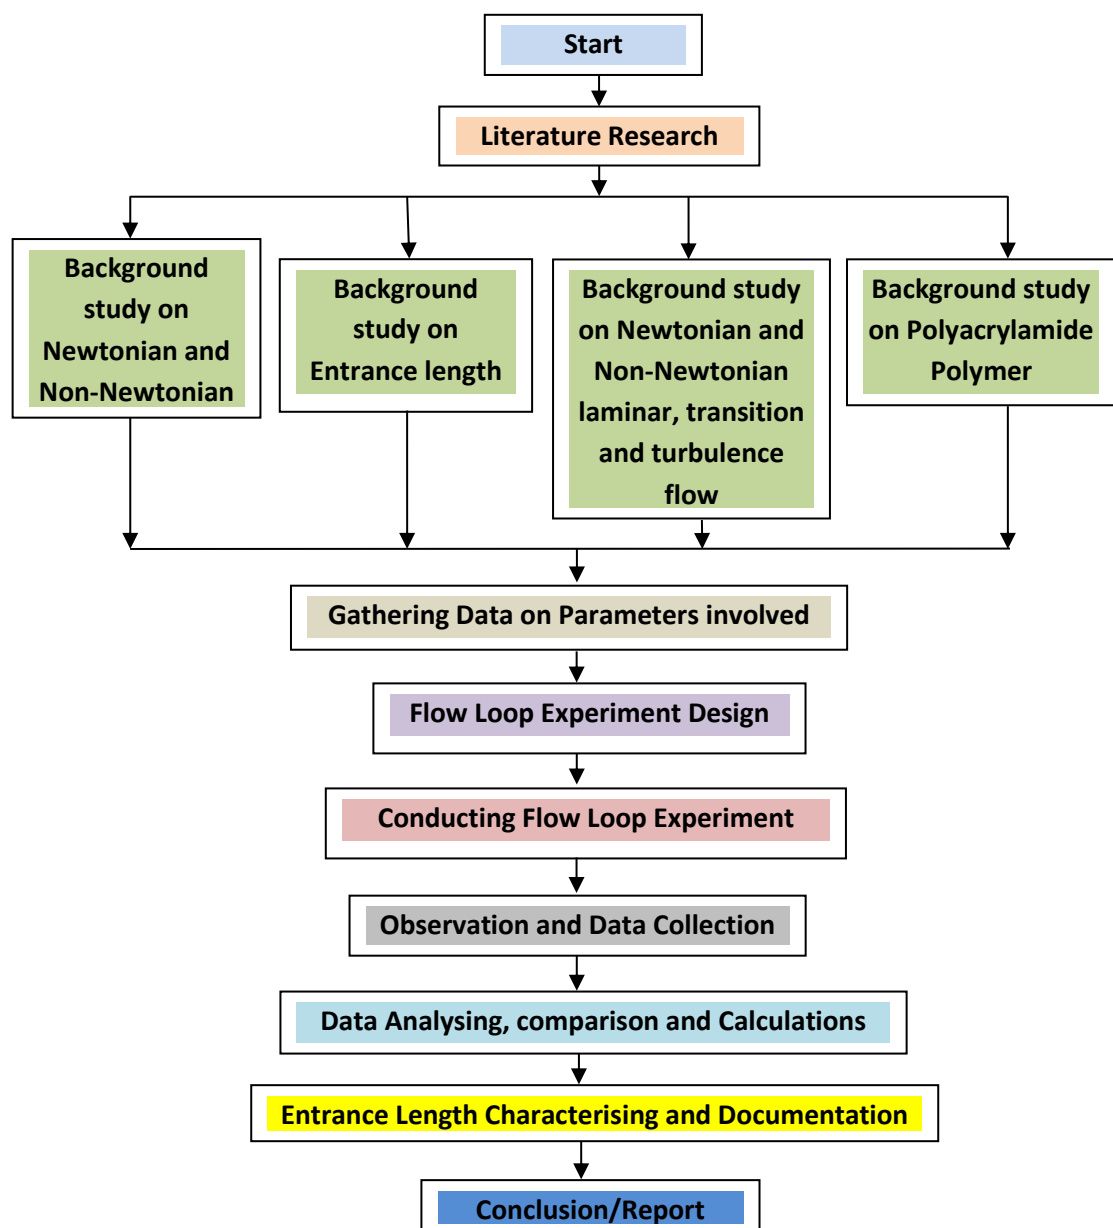 Start
Literature Research
Background
study on
Newtonian and
Non-Newtonian
Background
study on
Entrance length
Background study
on Newtonian and
Non-Newtonian
laminar, transition
and turbulence
flow
Background study
on Polyacrylamide
Polymer
Gathering Data on Parameters involved
Flow Loop Experiment Design
Conducting Flow Loop Experiment
Observation and Data Collection
Data Analysing, comparison and Calculations
Entrance Length Characterising and Documentation
Conclusion/Report